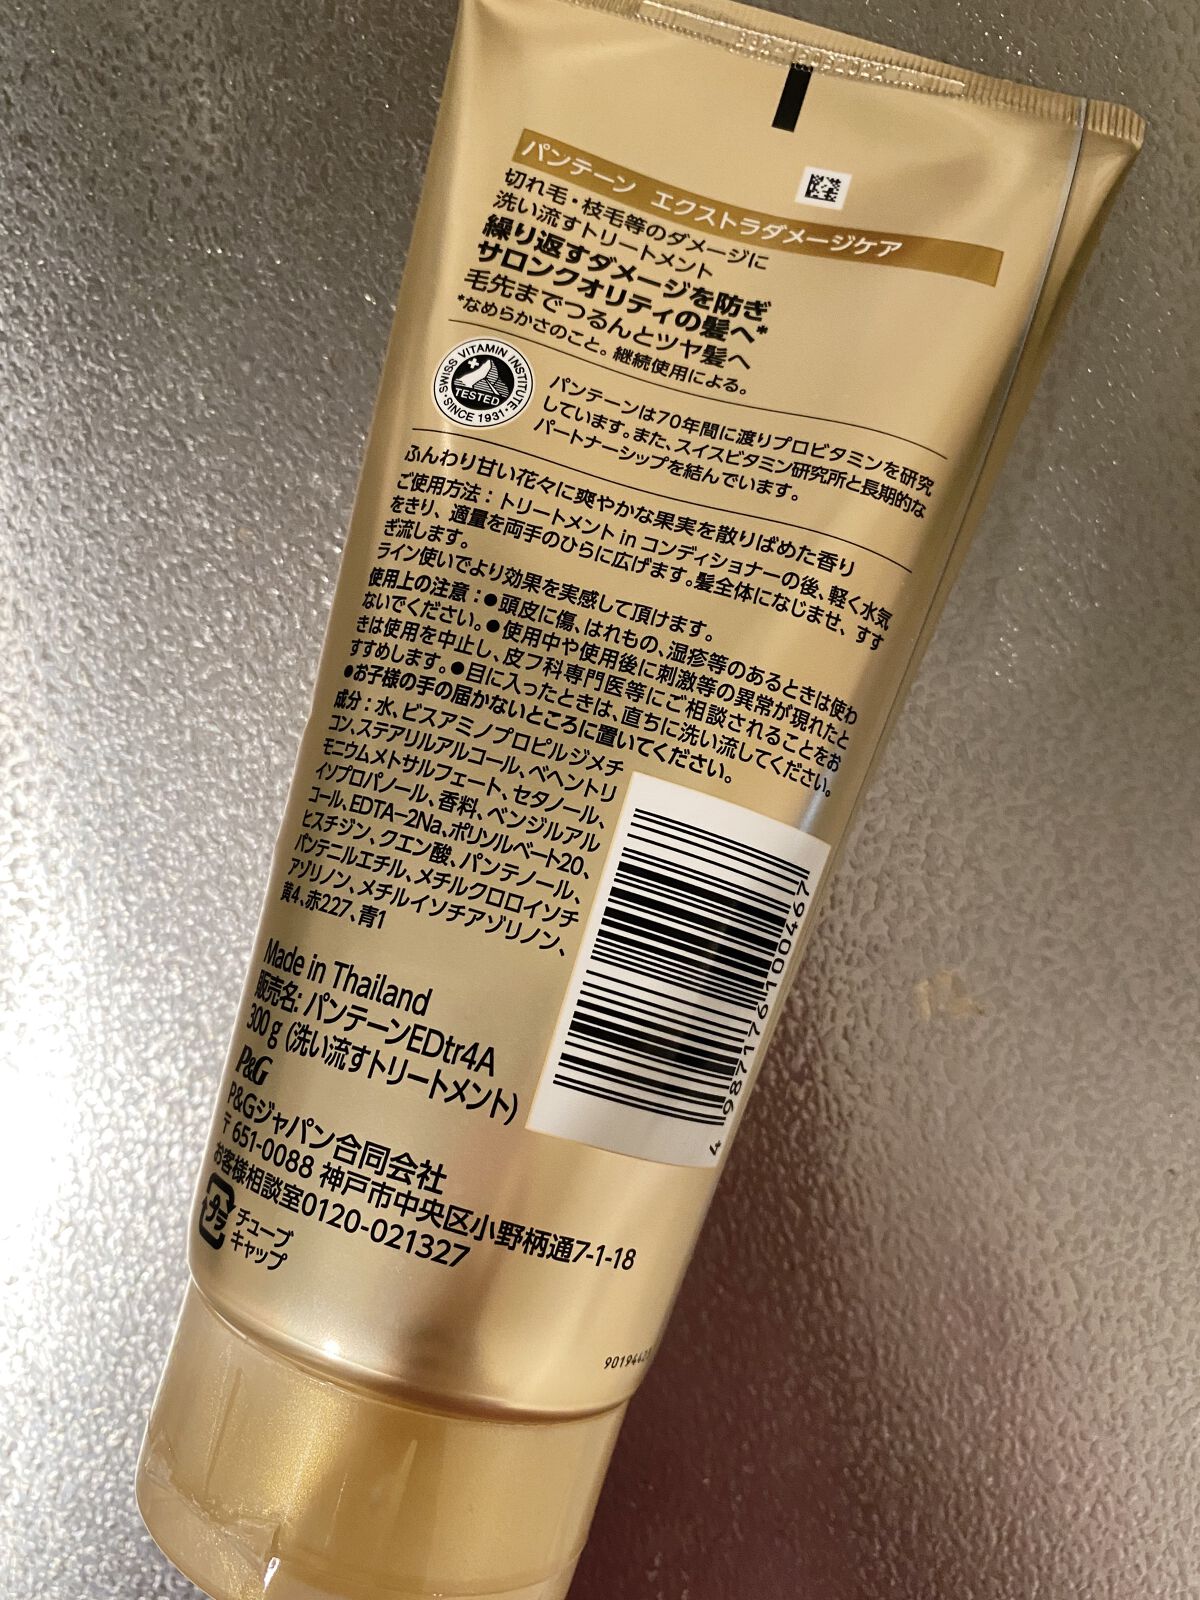 パンテーン エクストラダメージケア
切れ毛・枝毛等のダメージに
洗い流すトリートメント
繰り返すダメージを防ぎ
サロンクオリティの髪へ*
毛先までつるんとツヤ髪へ
*なめらかさのこと。継続使用による。
SWISS VITAMIN INSTITUTE
TESTED
SINCE 1931
パンテーンは70年間に渡りプロビタミンを研究
しています。また、スイスビタミン研究所と長期的な
パートナーシップを結んでいます。
ふんわり甘い花々に爽やかな果実を散りばめた香り
ご使用方法：トリートメント in コンディショナーの後、軽く水気
をきり、適量を両手のひらに広げます。髪全体になじませ、すす
ぎ流します。
ライン使いでより効果を実感して頂けます。
使用上の注意：●頭皮に傷、はれもの、湿疹等のあるときは使わ
ないでください。●使用中や使用後に刺激等の異常が現れたと
きは使用を中止し、皮フ科専門医等にご相談されることをお
すすめします。●目に入ったときは、直ちに洗い流してください。
●お子様の手の届かないところに置いてください。
成分：水、ビスアミノプロピルジメチ
コン、ステアリルアルコール、ベヘントリ
モニウムメトサルフェート、セタノール、
イソプロパノール、香料、ベンジルアル
コール、EDTA−2Na、ポリソルベート20、
ヒスチジン、クエン酸、パンテノール、
パンテニルエチル、メチルクロロイソチ
アゾリノン、メチルイソチアゾリノン、
黄4、赤227、青1
4 987176 100467
Made in Thailand
販売名：パンテーンEDtr4A
300g (洗い流すトリートメント)
P&G
P&Gジャパン合同会社
〒651-0088 神戸市中央区小野柄通7-1-18
お客様相談室0120-021327
プラ
チューブ
キャップ